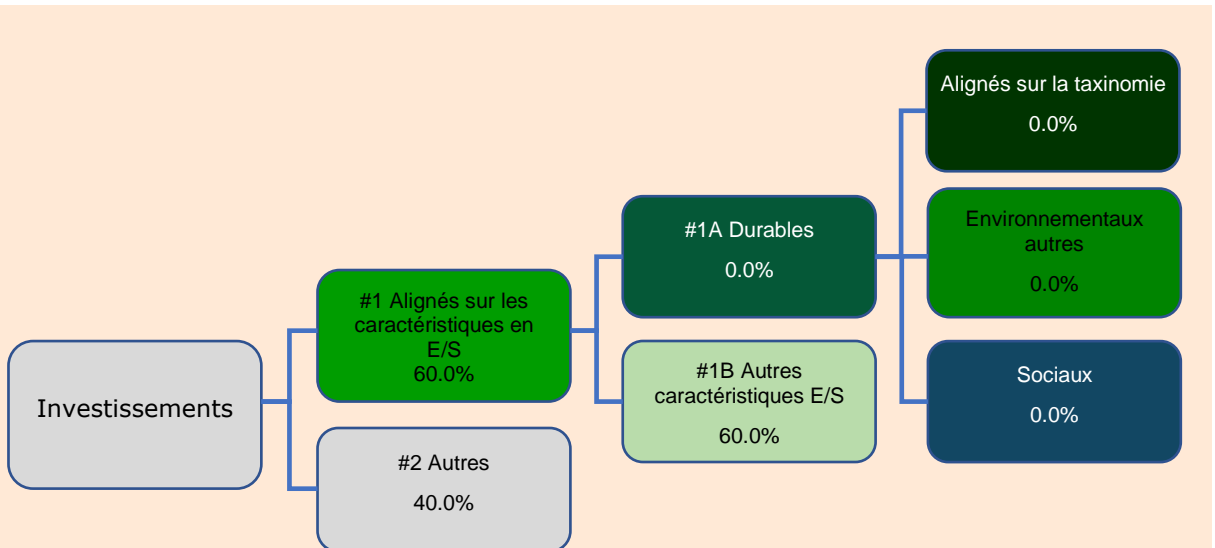 Investissements
#1 Alignés sur les
caractéristiques en
E/S
60.0%
#2 Autres
40.0%
#1A Durables
0.0%
#1B Autres
caractéristiques E/S
60.0%
Alignés sur la taxinomie
0.0%
Environnementaux
autres
0.0%
Sociaux
0.0%